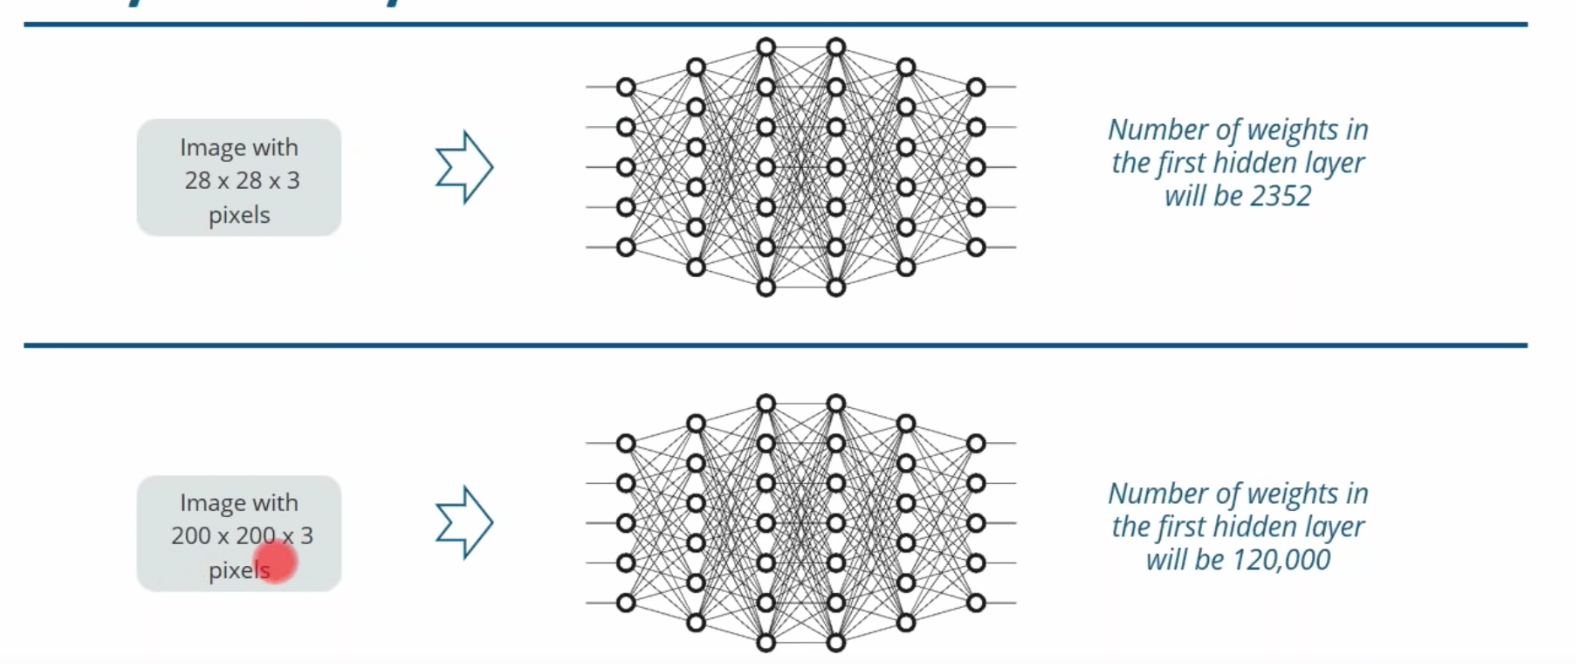 Image with
28 x 28 x 3
pixels
Number of weights in
the first hidden layer
will be 2352
Image with
200 x 200 x 3
pixels
Number of weights in
the first hidden layer
will be 120,000